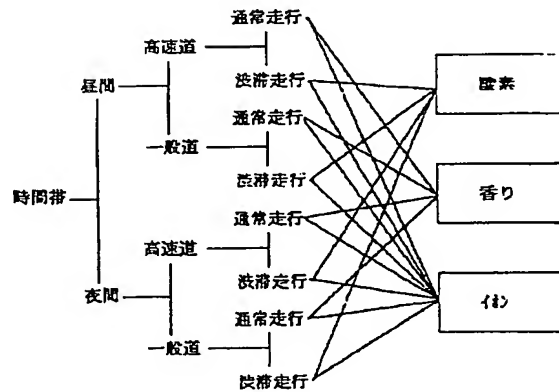 通常走行
高速道
渋滞走行
昼間
通常走行
一般道
渋滞走行
時間帯
通常走行
高速道
渋滞走行
夜間
通常走行
一般道
渋滞走行
酸素
香り
イオン